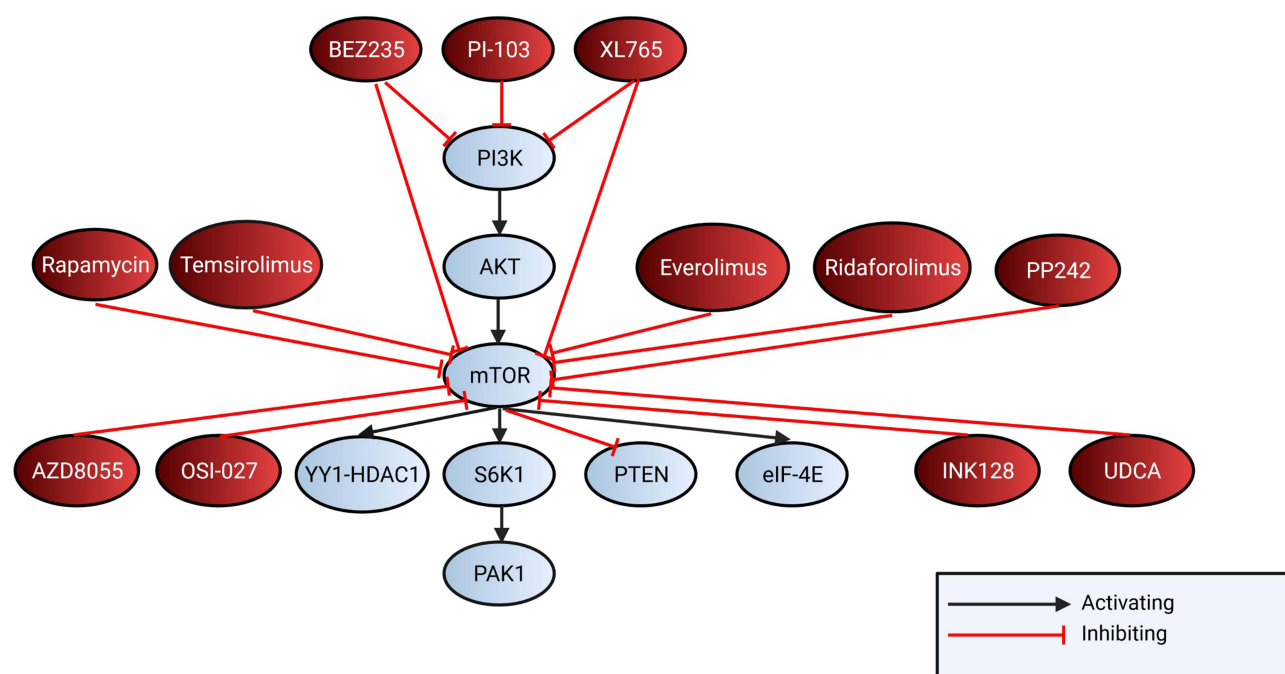 BEZ235
PI-103
XL765
PI3K
Rapamycin
Temsirolimus
AKT
Everolimus
Ridaforolimus
PP242
mTOR
AZD8055
OSI-027
YY1-HDAC1
S6K1
PTEN
eIF-4E
INK128
UDCA
PAK1
Activating
Inhibiting